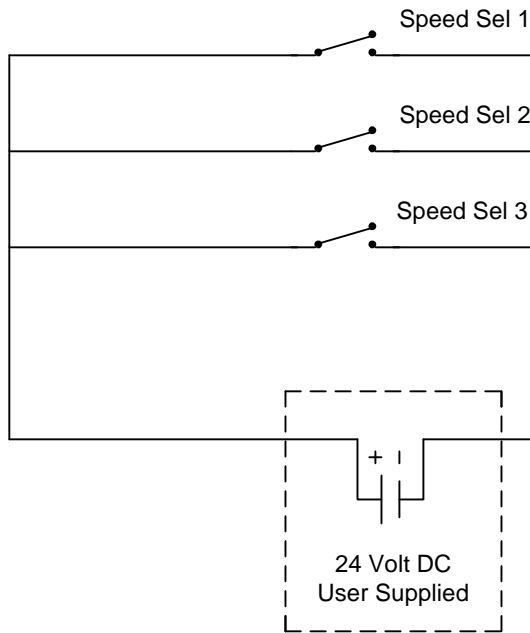 Speed Sel 1
Speed Sel 2
Speed Sel 3
+ -
24 Volt DC
User Supplied